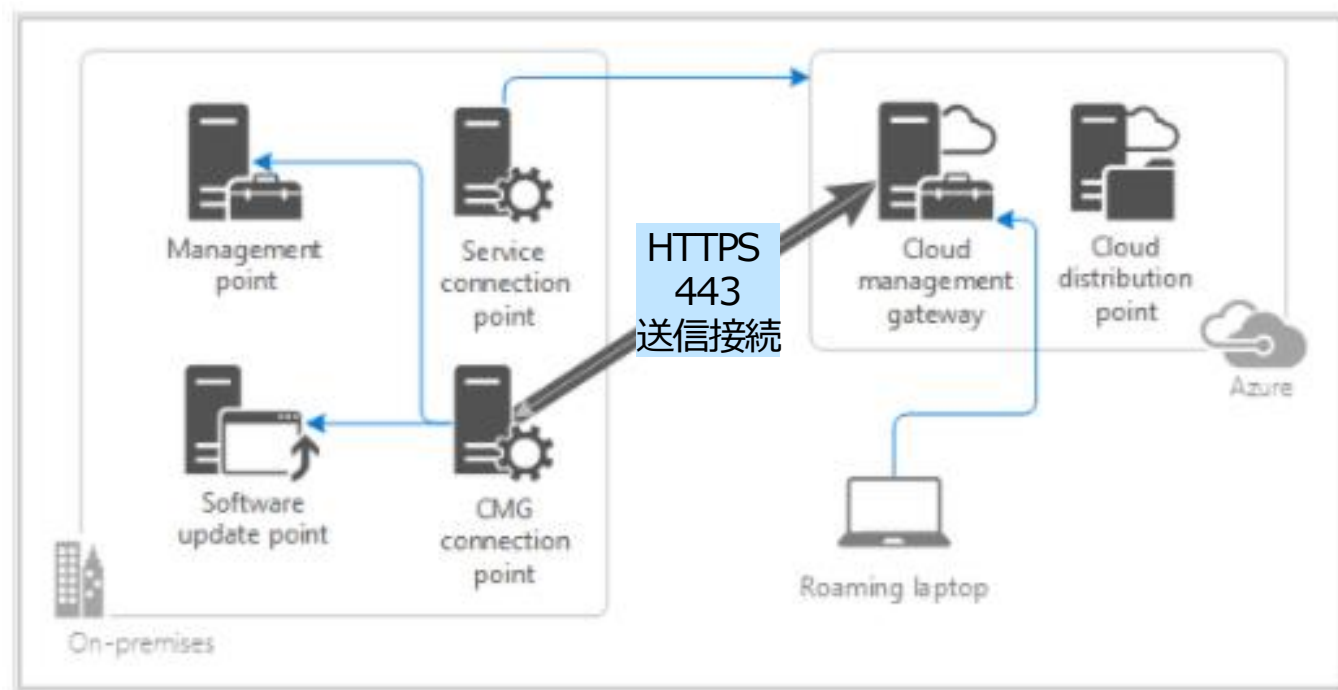 Management
point
Service
connection
point
HTTPS
443
送信接続
Cloud
management
gateway
Cloud
distribution
point
Azure
Software
update point
CMG
connection
point
Roaming laptop
On-premises